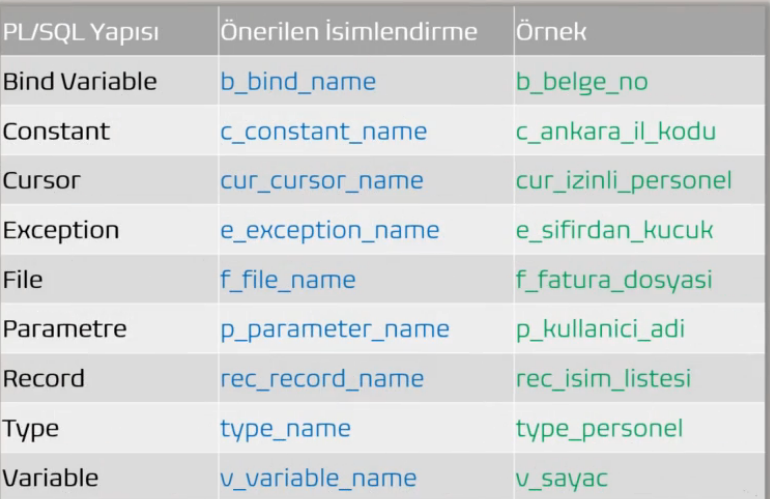 PL/SQL Yapısı Önerilen İsimlendirme Örnek
Bind Variable b_bind_name b_belge_no
Constant c_constant_name c_ankara_il_kodu
Cursor cur_cursor_name cur_izinli_personel
Exception e_exception_name e_sifirdan_kucuk
File f_file_name f_fatura_dosyasi
Parametre p_parameter_name p_kullanici_adi
Record rec_record_name rec_isim_listesi
Type type_name type_personel
Variable v_variable_name v_sayac